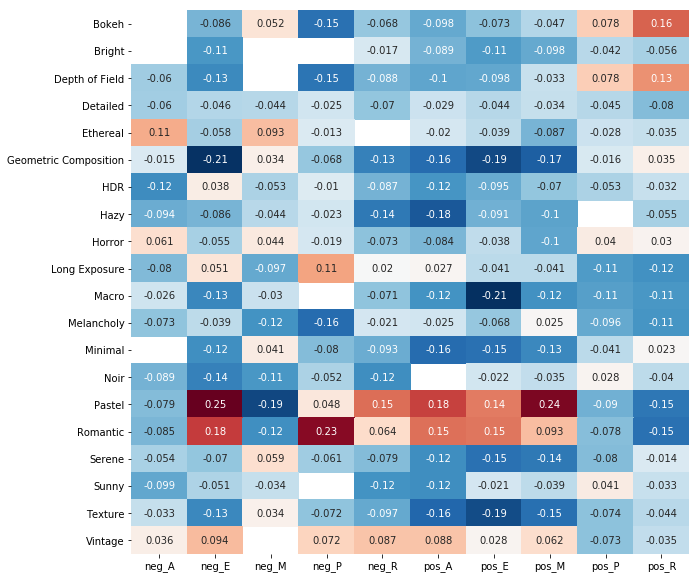 Bokeh -0.086 0.052 -0.15 -0.068 -0.098 -0.073 -0.047 0.078 0.16
Bright -0.11 -0.017 -0.089 -0.11 -0.098 -0.042 -0.056
Depth of Field -0.06 -0.13 -0.15 -0.088 -0.1 -0.098 -0.033 0.078 0.13
Detailed -0.06 -0.046 -0.044 -0.025 -0.07 -0.029 -0.044 -0.034 -0.045 -0.08
Ethereal 0.11 -0.058 0.093 -0.013 -0.02 -0.039 -0.087 -0.028 -0.035
Geometric Composition -0.015 -0.21 0.034 -0.068 -0.13 -0.16 -0.19 -0.17 -0.016 0.035
HDR -0.12 0.038 -0.053 -0.01 -0.087 -0.12 -0.095 -0.07 -0.053 -0.032
Hazy -0.094 -0.086 -0.044 -0.023 -0.14 -0.18 -0.091 -0.1 -0.055
Horror 0.061 -0.055 0.044 -0.019 -0.073 -0.084 -0.038 -0.1 0.04 0.03
Long Exposure -0.08 0.051 -0.097 0.11 0.02 0.027 -0.041 -0.041 -0.11 -0.12
Macro -0.026 -0.13 -0.03 -0.071 -0.12 -0.21 -0.12 -0.11 -0.11
Melancholy -0.073 -0.039 -0.12 -0.16 -0.021 -0.025 -0.068 0.025 -0.096 -0.11
Minimal -0.12 0.041 -0.08 -0.093 -0.16 -0.15 -0.13 -0.041 0.023
Noir -0.089 -0.14 -0.11 -0.052 -0.12 -0.022 -0.035 0.028 -0.04
Pastel -0.079 0.25 -0.19 0.048 0.15 0.18 0.14 0.24 -0.09 -0.15
Romantic -0.085 0.18 -0.12 0.23 0.064 0.15 0.15 0.093 -0.078 -0.15
Serene -0.054 -0.07 0.059 -0.061 -0.079 -0.12 -0.15 -0.14 -0.08 -0.014
Sunny -0.099 -0.051 -0.034 -0.12 -0.12 -0.021 -0.039 0.041 -0.033
Texture -0.033 -0.13 0.034 -0.072 -0.097 -0.16 -0.19 -0.15 -0.074 -0.044
Vintage 0.036 0.094 0.072 0.087 0.088 0.028 0.062 -0.073 -0.035
neg_A neg_E neg_M neg_P neg_R pos_A pos_E pos_M pos_P pos_R